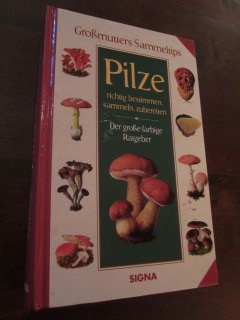 Großmutters Sammeltips
Pilze
richtig bestimmen,
sammeln, zubereiten
Der große farbige
Ratgeber
SIGNA